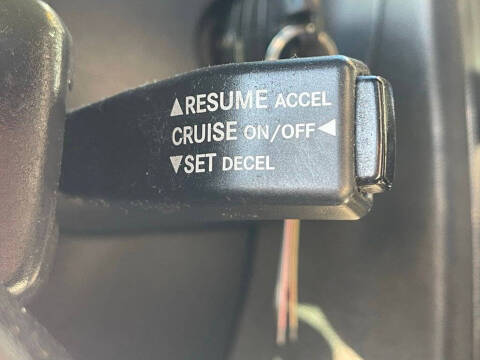 ▲RESUME ACCEL
CRUISE ON/OFF◀
▼SET DECEL